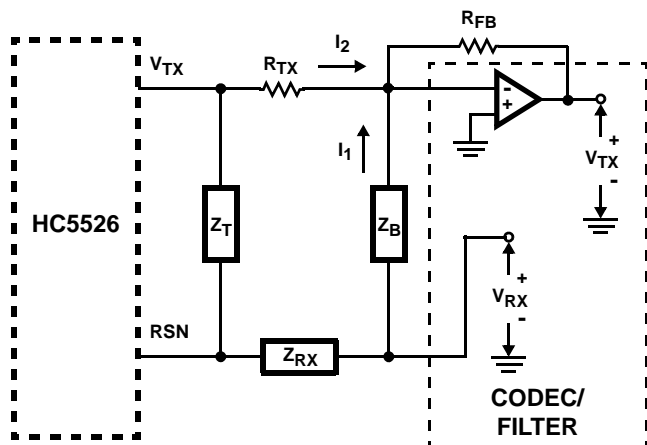 R_FB
I_2
V_TX
R_TX
-
+
I_1
+
V_TX
-
HC5526
Z_T
Z_B
+
V_RX
-
RSN
Z_RX
CODEC/
FILTER